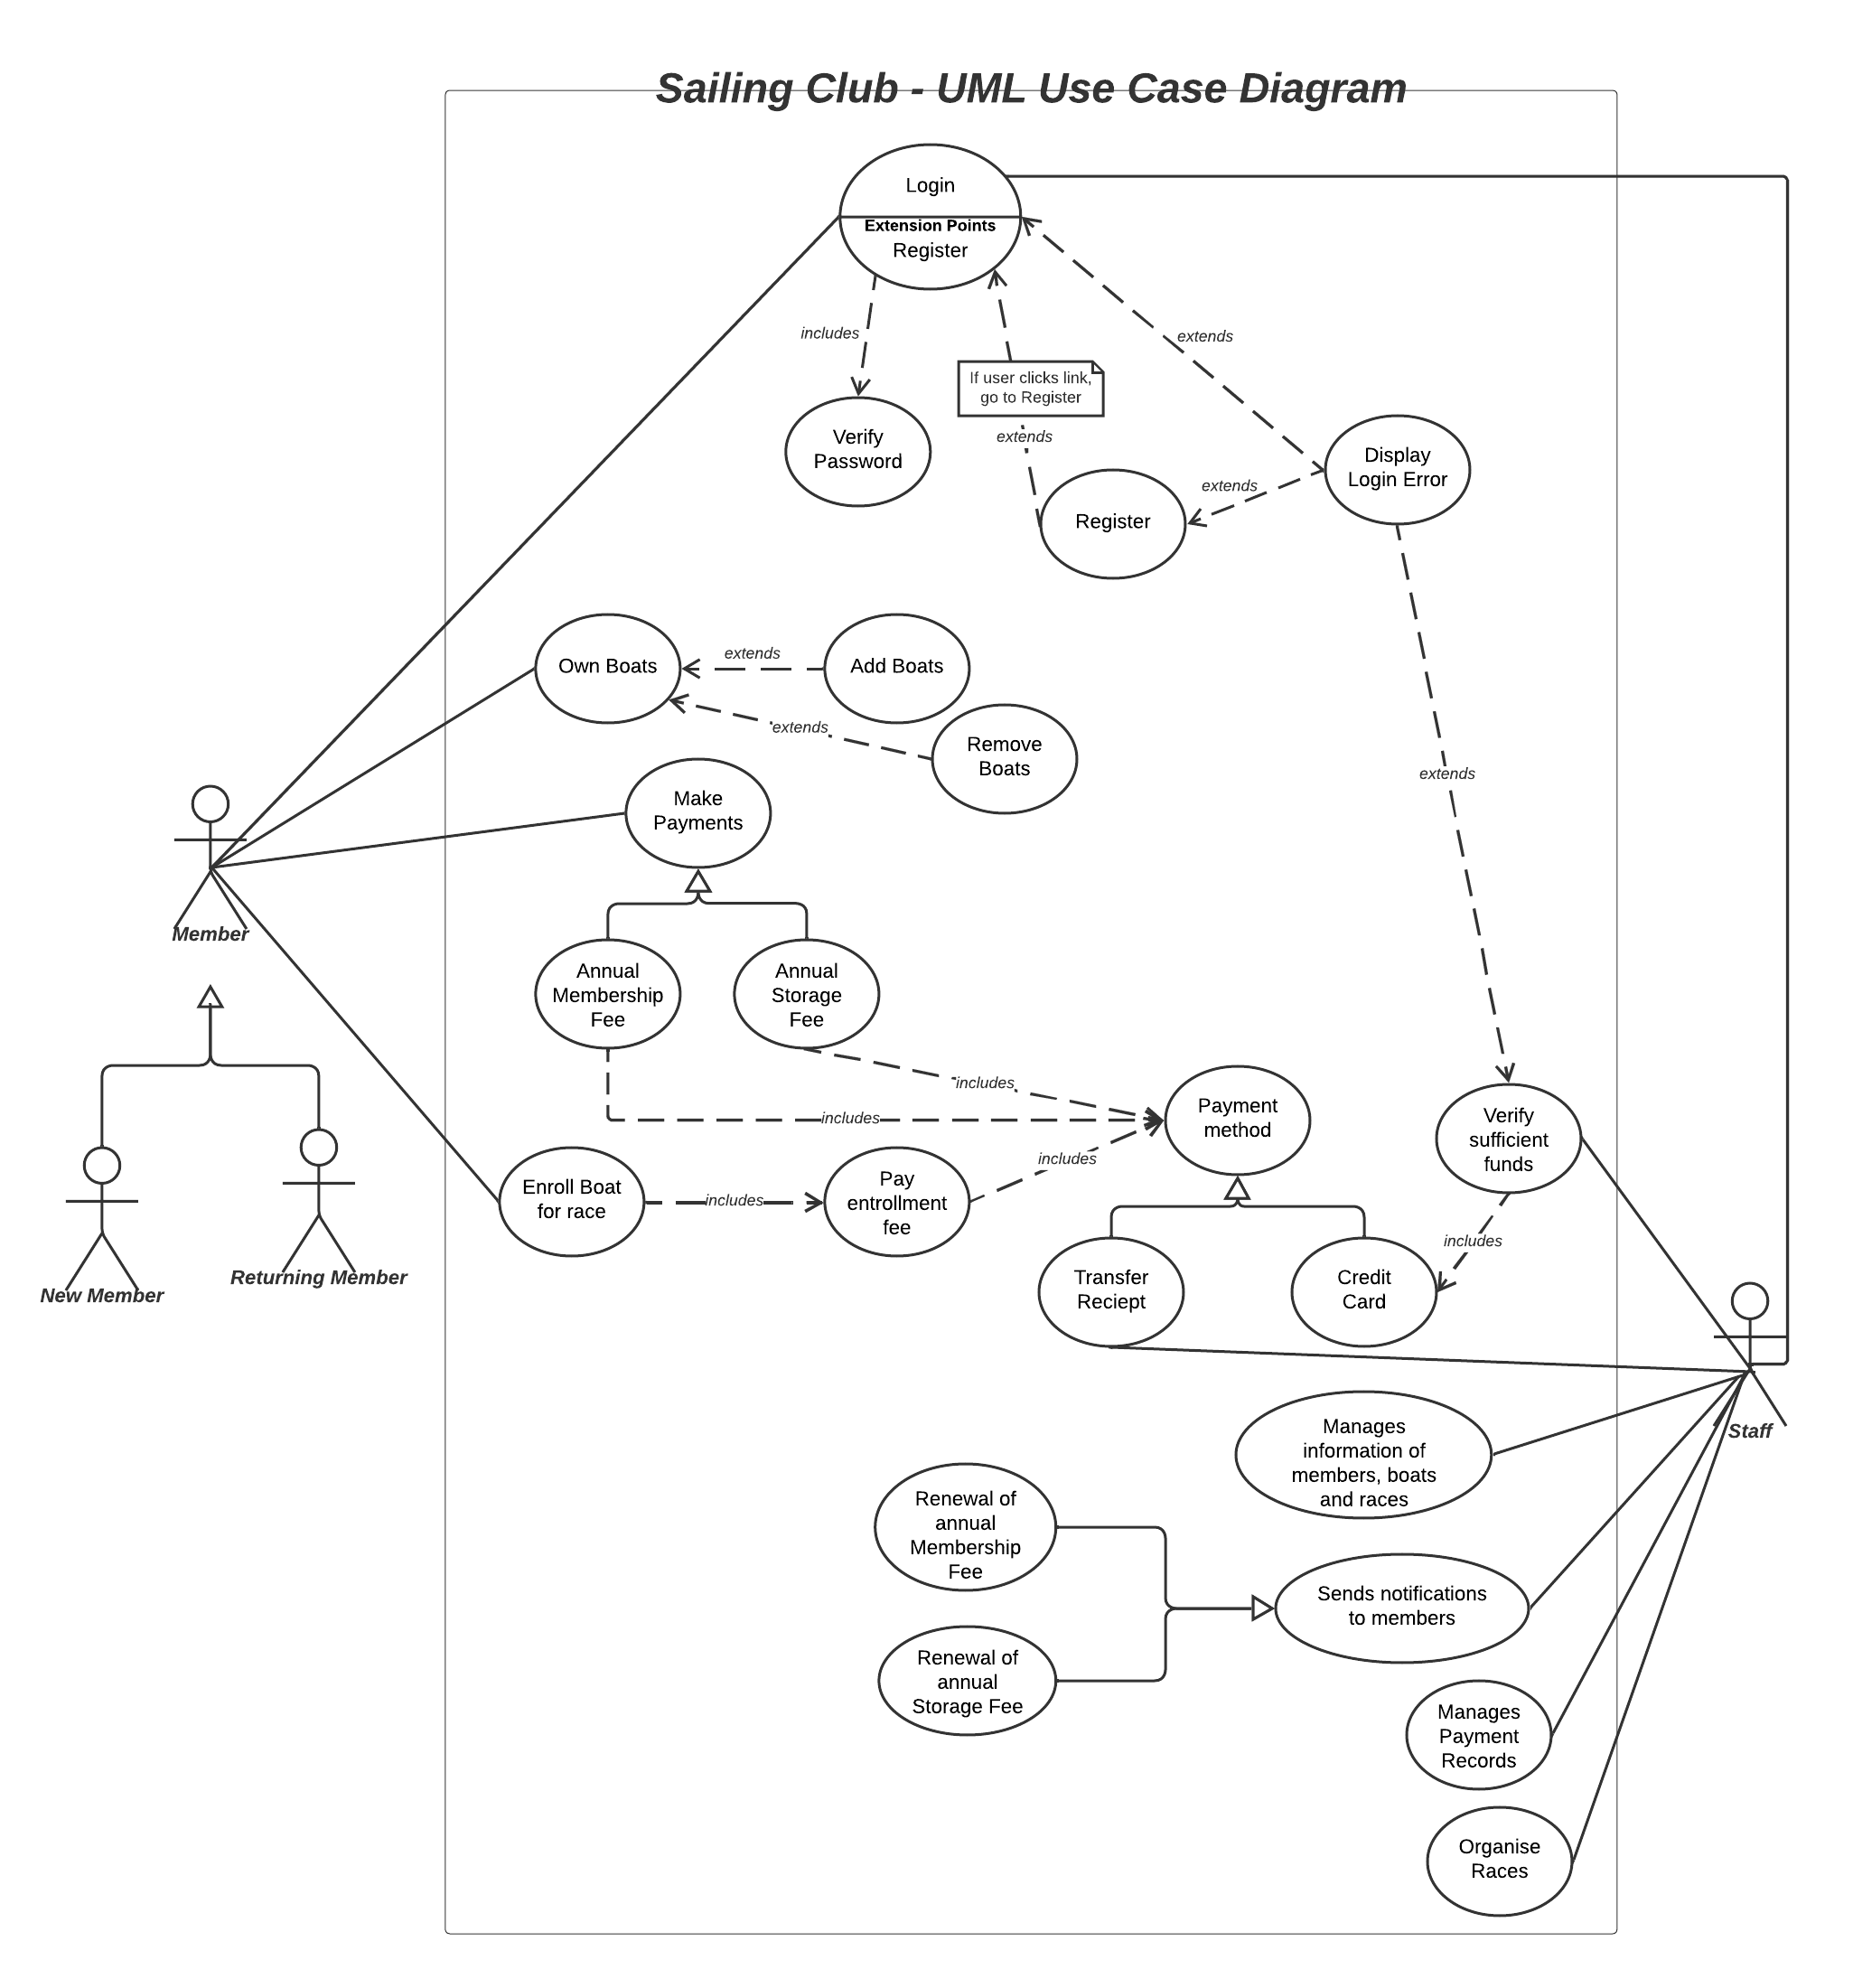 Sailing Club - UML Use Case Diagram
Login
Extension Points
Register
includes
extends
If user clicks link,
go to Register
extends
Verify
Password
Display
Login Error
extends
Register
Own Boats
extends
Add Boats
extends
Remove
Boats
extends
Make
Payments
Member
Annual
Membership
Fee
Annual
Storage
Fee
includes
includes
Payment
method
Verify
sufficient
funds
includes
Enroll Boat
for race
includes
Pay
entrollment
fee
includes
Transfer
Reciept
Credit
Card
New Member
Returning Member
Staff
Manages
information of
members, boats
and races
Renewal of
annual
Membership
Fee
Sends notifications
to members
Renewal of
annual
Storage Fee
Manages
Payment
Records
Organise
Races